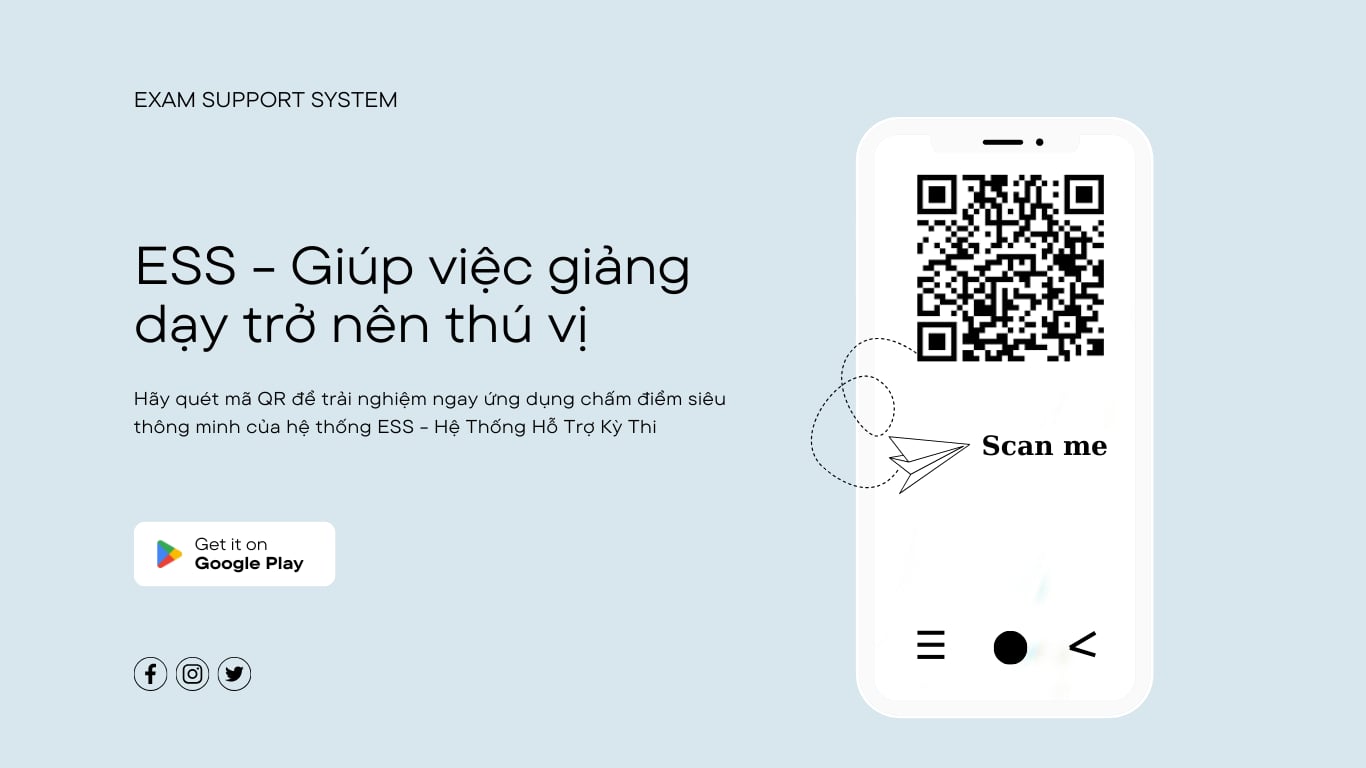 EXAM SUPPORT SYSTEM
ESS – Giúp việc giảng
dạy trở nên thú vị
Hãy quét mã QR để trải nghiệm ngay ứng dụng chấm điểm siêu
thông minh của hệ thống ESS – Hệ Thống Hỗ Trợ Kỳ Thi
Get it on
Google Play
Scan me